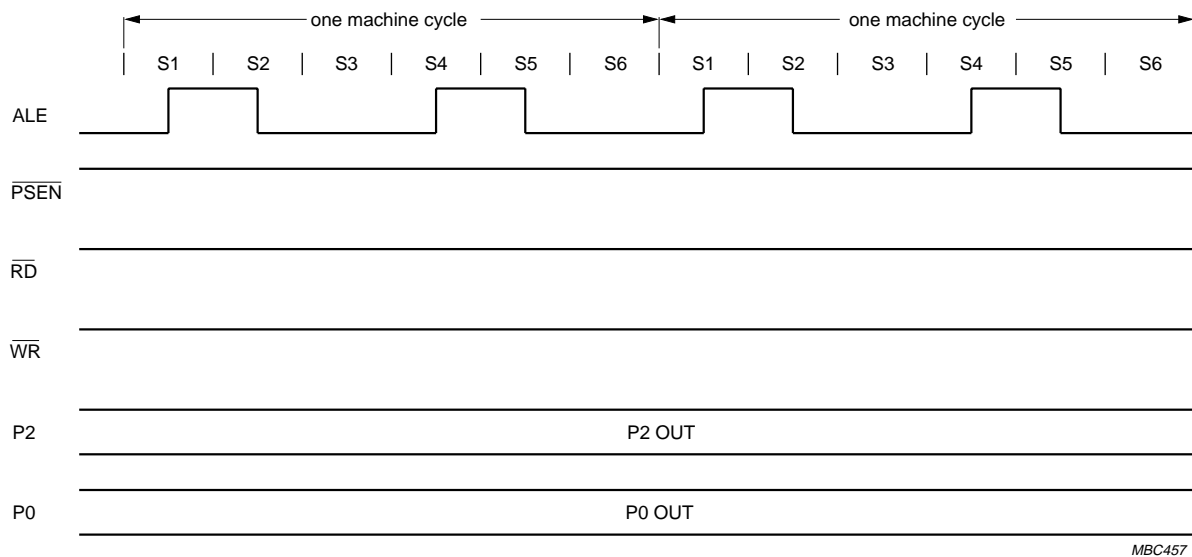 one machine cycle one machine cycle
S1 S2 S3 S4 S5 S6 S1 S2 S3 S4 S5 S6
ALE
PSEN
RD
WR
P2 P2 OUT
P0 P0 OUT
MBC457